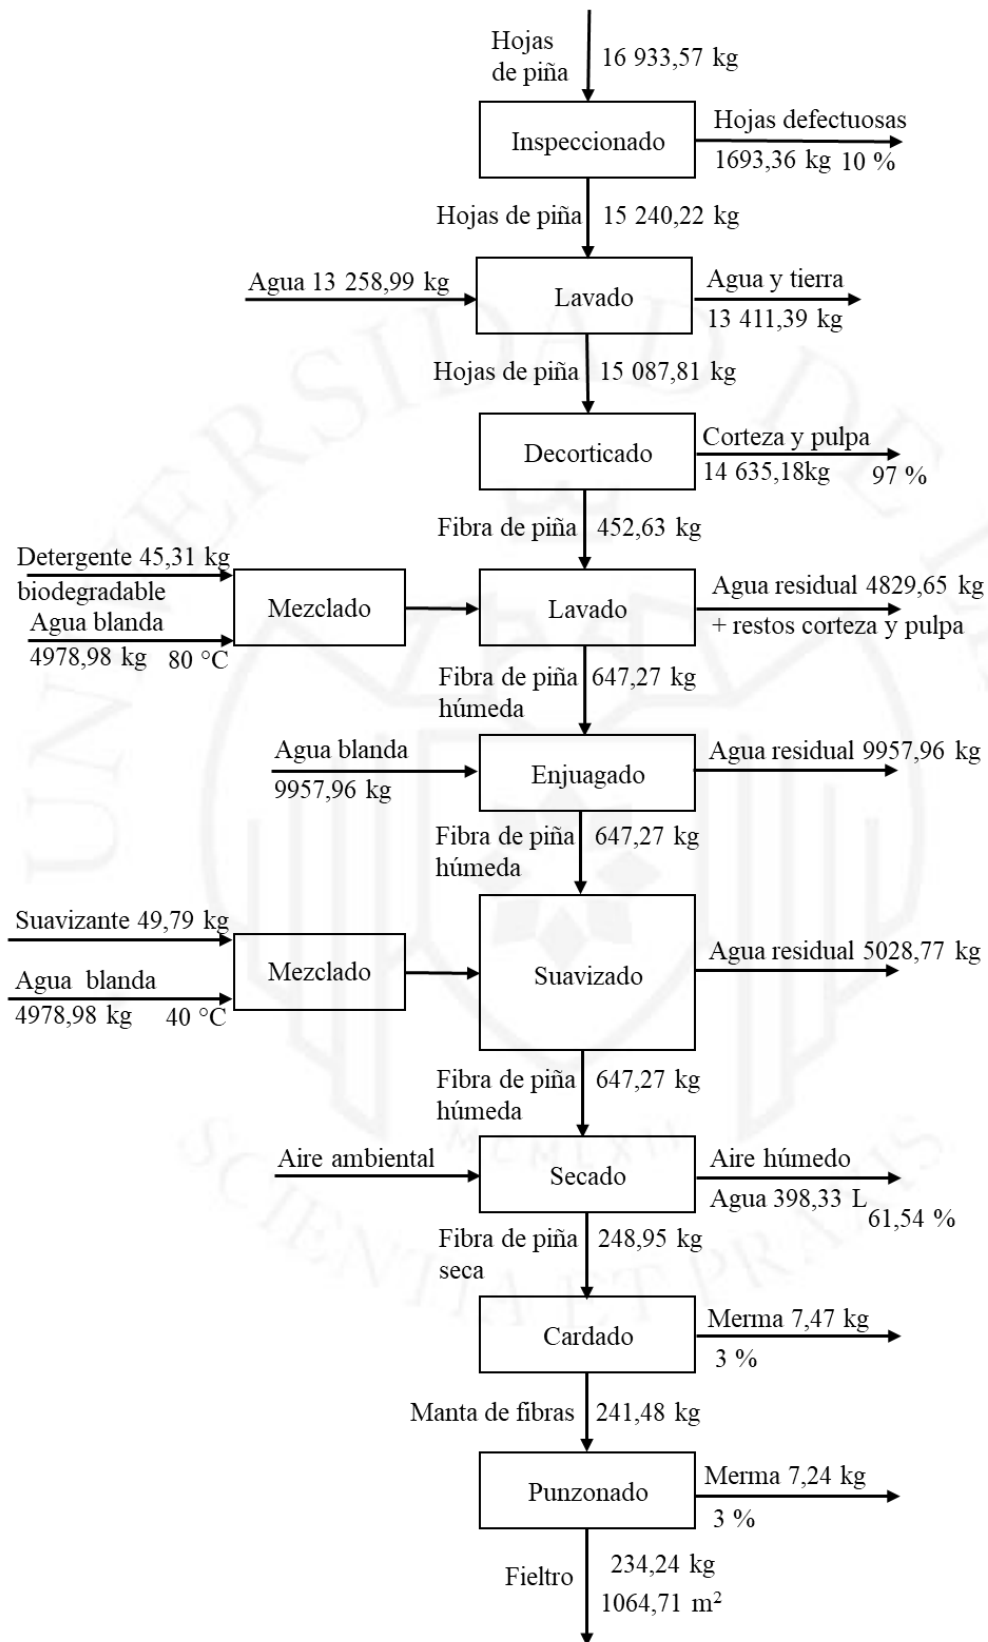 Hojas
de piña
16 933,57 kg
Inspeccionado
Hojas defectuosas
1693,36 kg 10 %
Hojas de piña 15 240,22 kg
Agua 13 258,99 kg
Lavado
Agua y tierra
13 411,39 kg
Hojas de piña 15 087,81 kg
Decorticado
Corteza y pulpa
14 635,18kg 97 %
Fibra de piña 452,63 kg
Detergente 45,31 kg
biodegradable
Agua blanda
4978,98 kg 80 °C
Mezclado
Lavado
Agua residual 4829,65 kg
+ restos corteza y pulpa
Fibra de piña 647,27 kg
húmeda
Agua blanda
9957,96 kg
Enjuagado
Agua residual 9957,96 kg
Fibra de piña 647,27 kg
húmeda
Suavizante 49,79 kg
Agua blanda
4978,98 kg 40 °C
Mezclado
Suavizado
Agua residual 5028,77 kg
Fibra de piña 647,27 kg
húmeda
Aire ambiental
Secado
Aire húmedo
Agua 398,33 L
61,54 %
Fibra de piña 248,95 kg
seca
Cardado
Merma 7,47 kg
3 %
Manta de fibras 241,48 kg
Punzonado
Merma 7,24 kg
3 %
Fieltro
234,24 kg
1064,71 m²
UNIVERSIDAD DE
MCMLXII
SCIENTIA ET PRAXIS